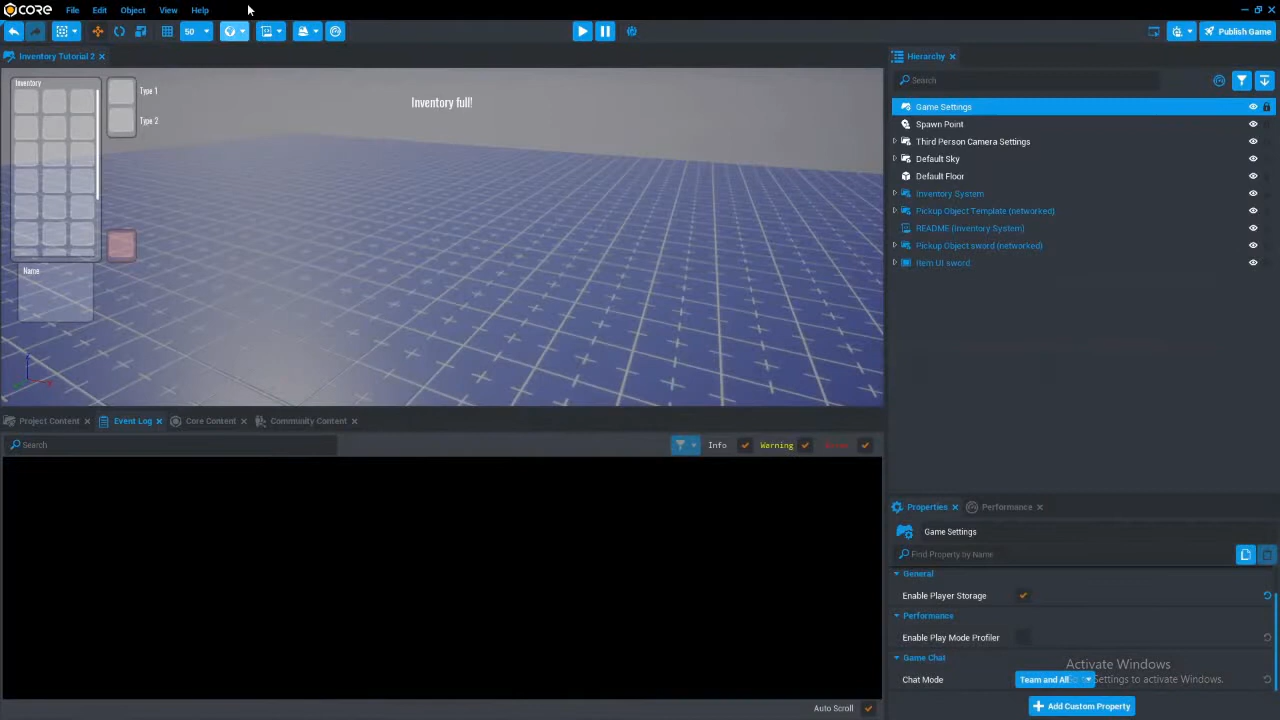 CORE File Edit Object View Help
50 Publish Game
Inventory Tutorial 2
Inventory
Type 1
Type 2
Inventory full!
Name
Hierarchy
Search
Game Settings
Spawn Point
Third Person Camera Settings
Default Sky
Default Floor
Inventory System
Pickup Object Template (networked)
README (Inventory System)
Pickup Object sword (networked)
Item UI sword
Project Content Event Log Core Content Community Content
Search Info Warning
Auto Scroll
Properties Performance
Game Settings
Find Property by Name
General
Enable Player Storage
Performance
Enable Play Mode Profiler
Game Chat
Chat Mode Team and All
Activate Windows
Go to Settings to activate Windows.
Add Custom Property